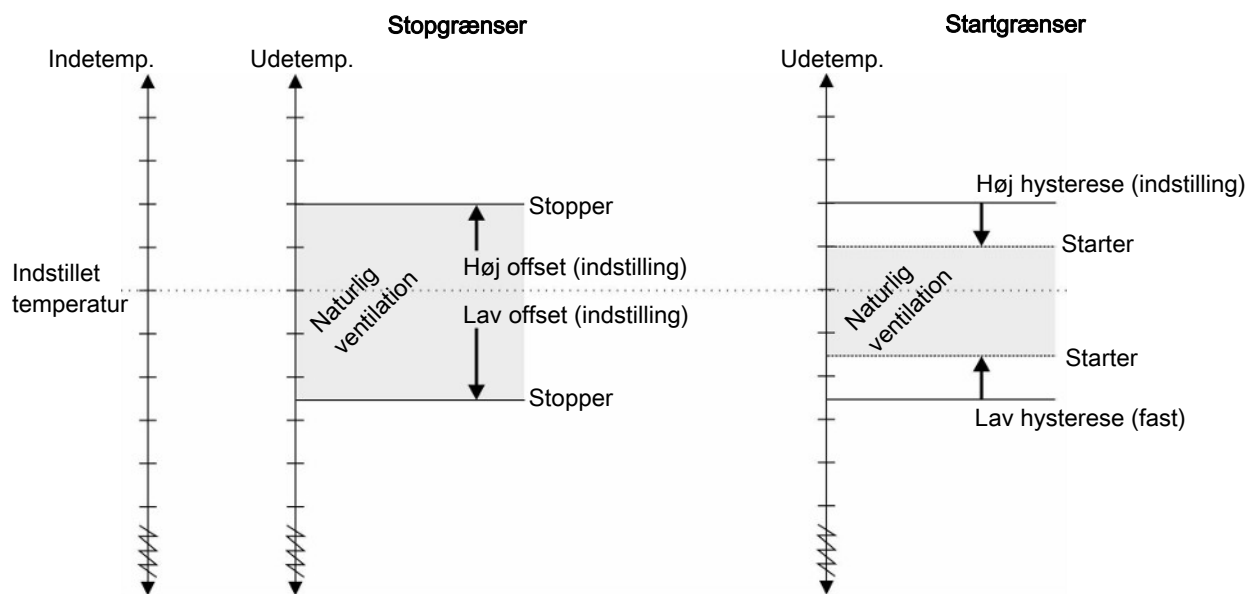 Stopgrænser
Startgrænser
Indetemp.
Udetemp.
Udetemp.
Høj hysterese (indstilling)
Stopper
Starter
Høj offset (indstilling)
Indstillet
temperatur
Naturlig
ventilation
Lav offset (indstilling)
Naturlig
ventilation
Starter
Stopper
Lav hysterese (fast)